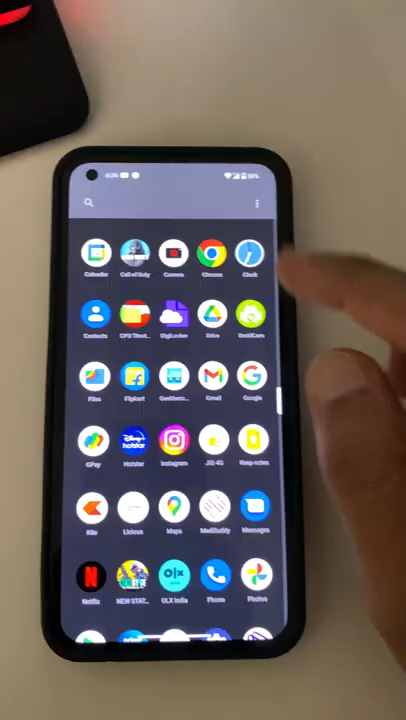 Calendar Call of Duty Camera Chrome Clock
Contacts CPU Throt... DigiLocker Drive DroidCam
Files Flipkart Geekbenc... Gmail Google
GPay Hotstar Instagram JIO 4G Keep notes
Kite Licious Maps MediBuddy Messages
Netflix NEW STAT... OLX India Phone Photos